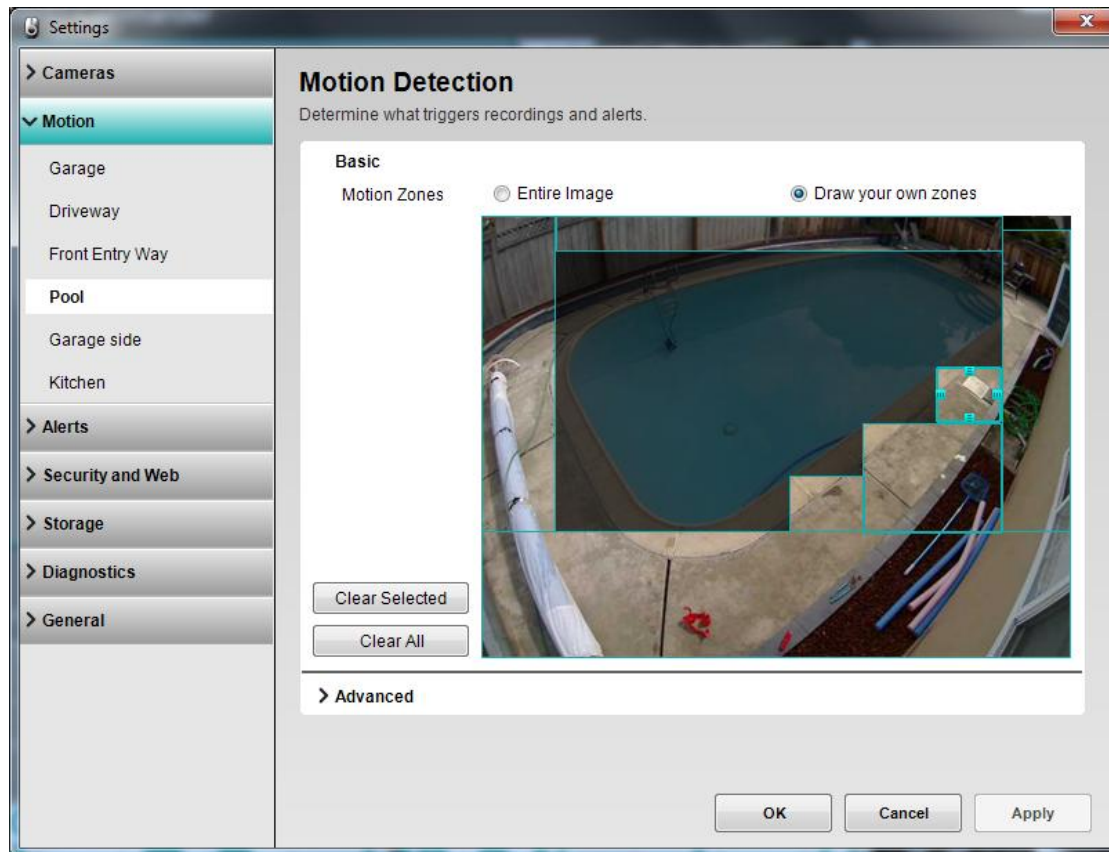 Settings
Cameras
Motion
Garage
Driveway
Front Entry Way
Pool
Garage side
Kitchen
Alerts
Security and Web
Storage
Diagnostics
General
Motion Detection
Determine what triggers recordings and alerts.
Basic
Motion Zones Entire Image Draw your own zones
Clear Selected
Clear All
Advanced
OK Cancel Apply